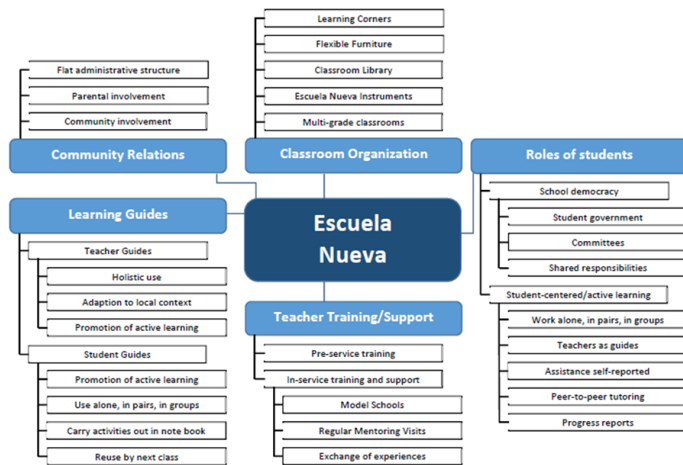 Flat administrative structure
Parental involvement
Community involvement
Community Relations
Learning Corners
Flexible Furniture
Classroom Library
Escuela Nueva Instruments
Multi-grade classrooms
Classroom Organization
Roles of students
School democracy
Student government
Committees
Shared responsibilities
Student-centered/active learning
Work alone, in pairs, in groups
Teachers as guides
Assistance self-reported
Peer-to-peer tutoring
Progress reports
Escuela
Nueva
Learning Guides
Teacher Guides
Holistic use
Adaption to local context
Promotion of active learning
Student Guides
Promotion of active learning
Use alone, in pairs, in groups
Carry activities out in note book
Reuse by next class
Teacher Training/Support
Pre-service training
In-service training and support
Model Schools
Regular Mentoring Visits
Exchange of experiences